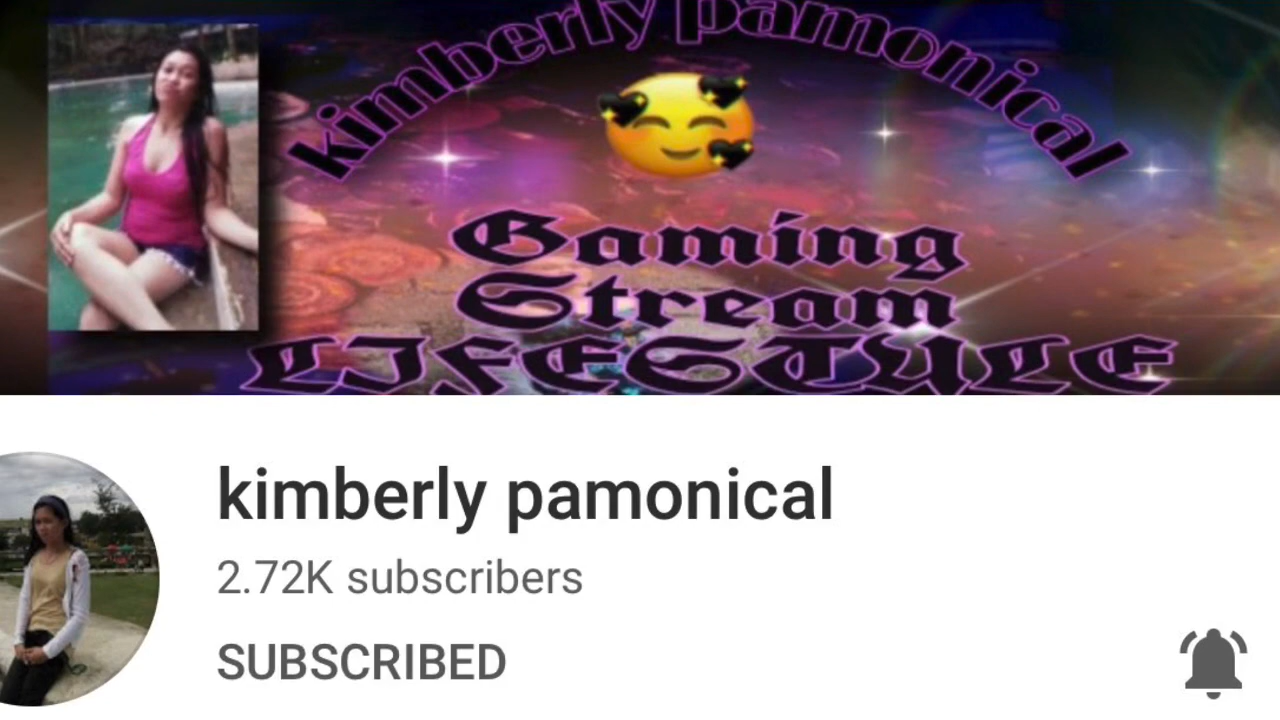 kimberly pamonical
Gaming
Stream
LIFESTYLE
kimberly pamonical
2.72K subscribers
SUBSCRIBED